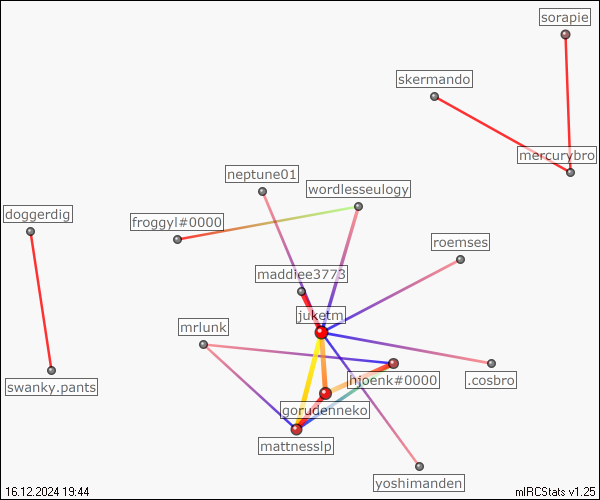 sorapie
skermando
mercurybro
neptune01
wordlesseulogy
doggerdig
froggyl#0000
roemses
maddiee3773
juketm
mrlunk
swanky.pants
hjoenk#0000
.cosbro
gorudenneko
mattnesslp
yoshimanden
16.12.2024 19:44
mIRCStats v1.25